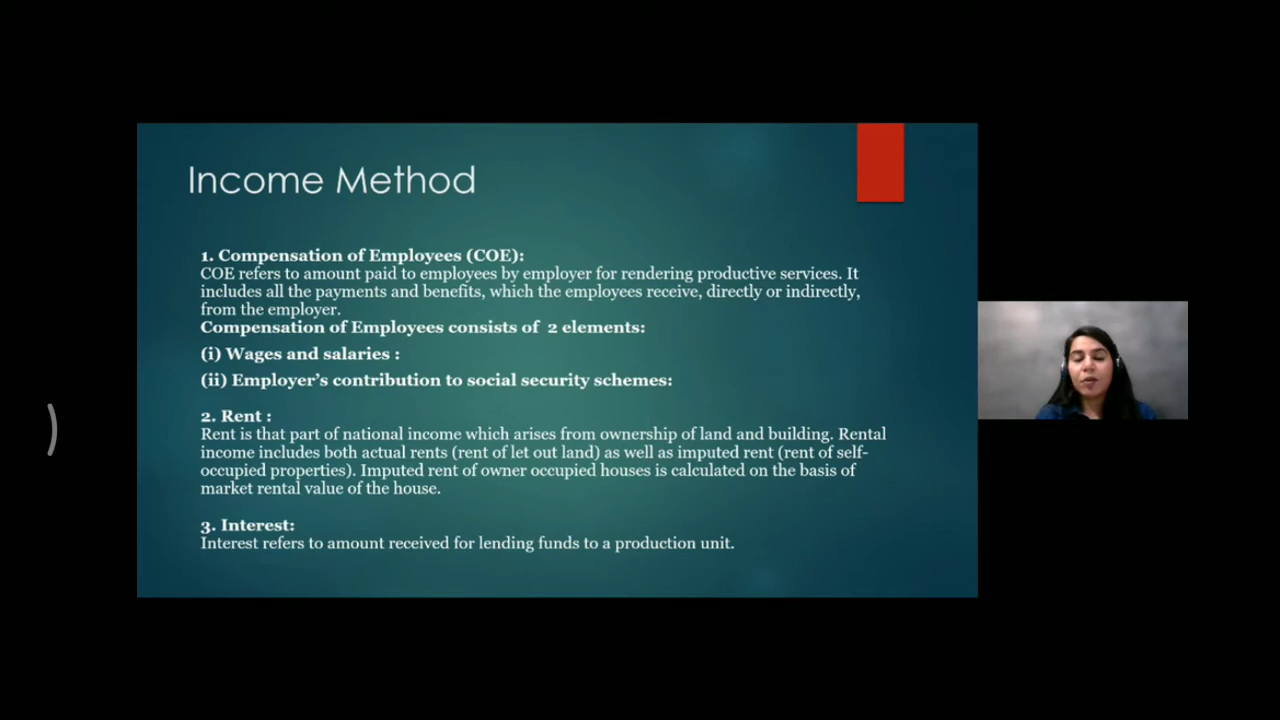 Income Method
1. Compensation of Employees (COE):
COE refers to amount paid to employees by employer for rendering productive services. It
includes all the payments and benefits, which the employees receive, directly or indirectly,
from the employer.
Compensation of Employees consists of 2 elements:
(i) Wages and salaries :
(ii) Employer’s contribution to social security schemes:
2. Rent :
Rent is that part of national income which arises from ownership of land and building. Rental
income includes both actual rents (rent of let out land) as well as imputed rent (rent of self-
occupied properties). Imputed rent of owner occupied houses is calculated on the basis of
market rental value of the house.
3. Interest:
Interest refers to amount received for lending funds to a production unit.